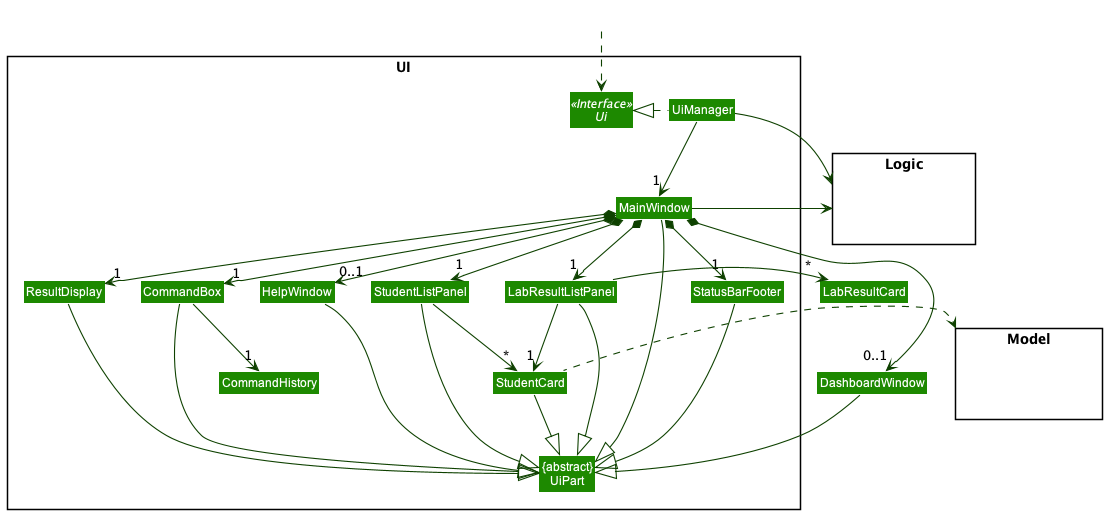 UI
«Interface»
Ui
UiManager
Logic
1
MainWindow
1
1
0..1
1
1
1
*
ResultDisplay
CommandBox
HelpWindow
StudentListPanel
LabResultListPanel
StatusBarFooter
LabResultCard
Model
1
*
1
0..1
CommandHistory
StudentCard
DashboardWindow
{abstract}
UiPart